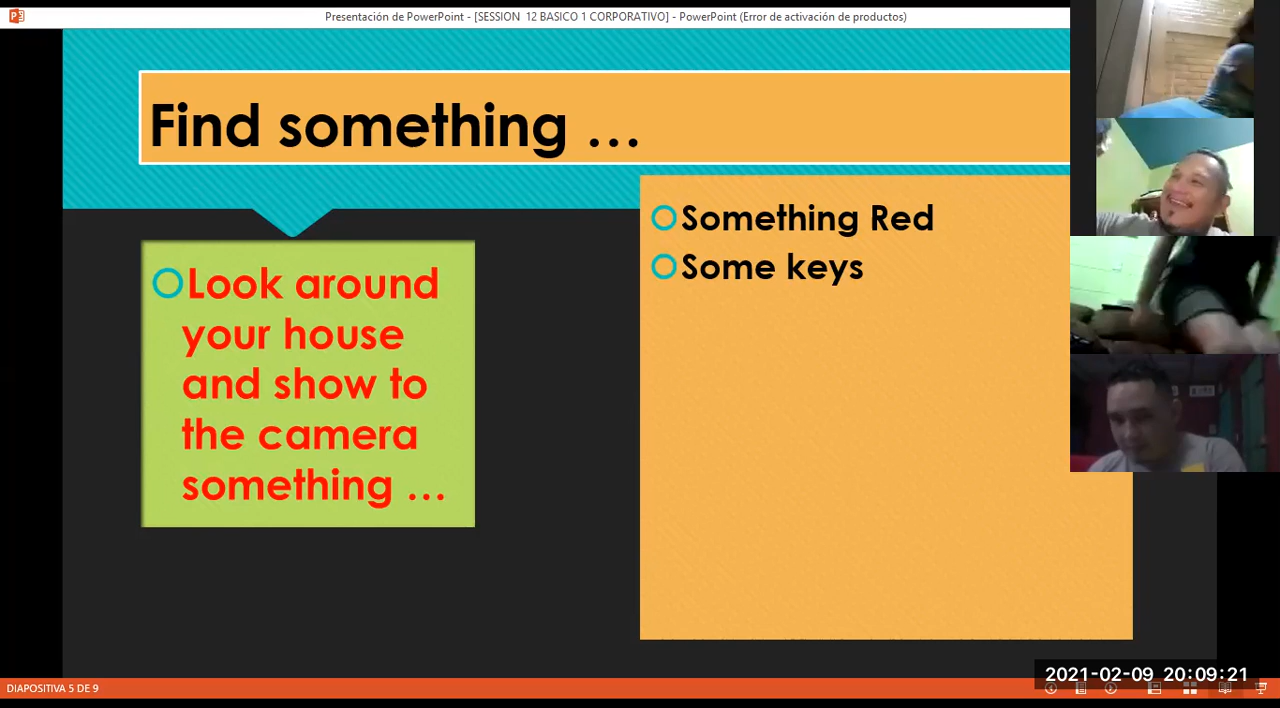 Presentación de PowerPoint - [SESSION  12 BASICO 1 CORPORATIVO] - PowerPoint (Error de activación de productos)
Find something …
Something Red
Some keys
Look around
your house
and show to
the camera
something …
2021-02-09 20:09:21
DIAPOSITIVA 5 DE 9